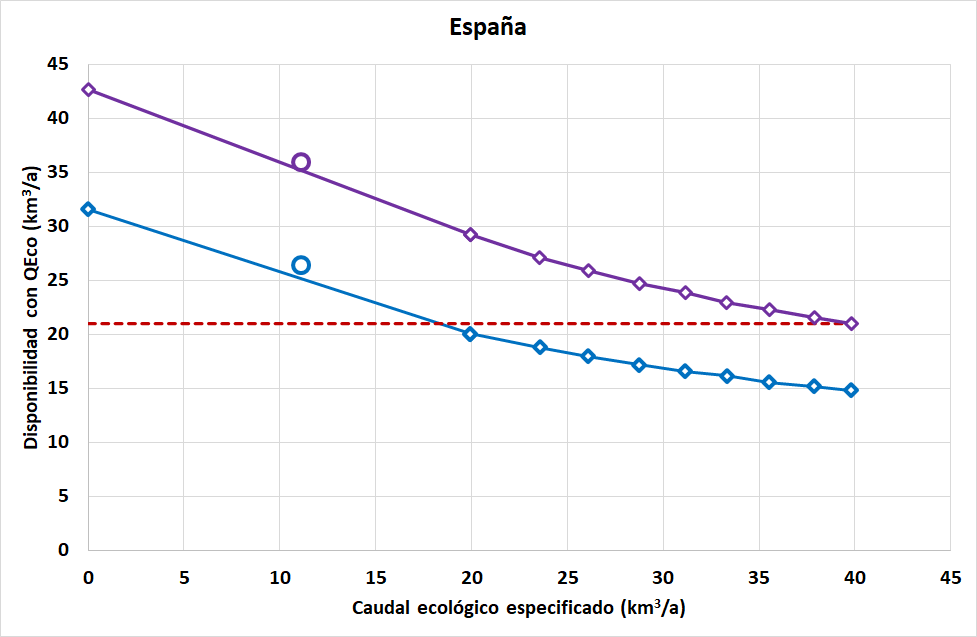 España
45
40
35
30
25
20
15
10
5
0
Disponibilidad con QEco (km³/a)
0 5 10 15 20 25 30 35 40 45
Caudal ecológico especificado (km³/a)